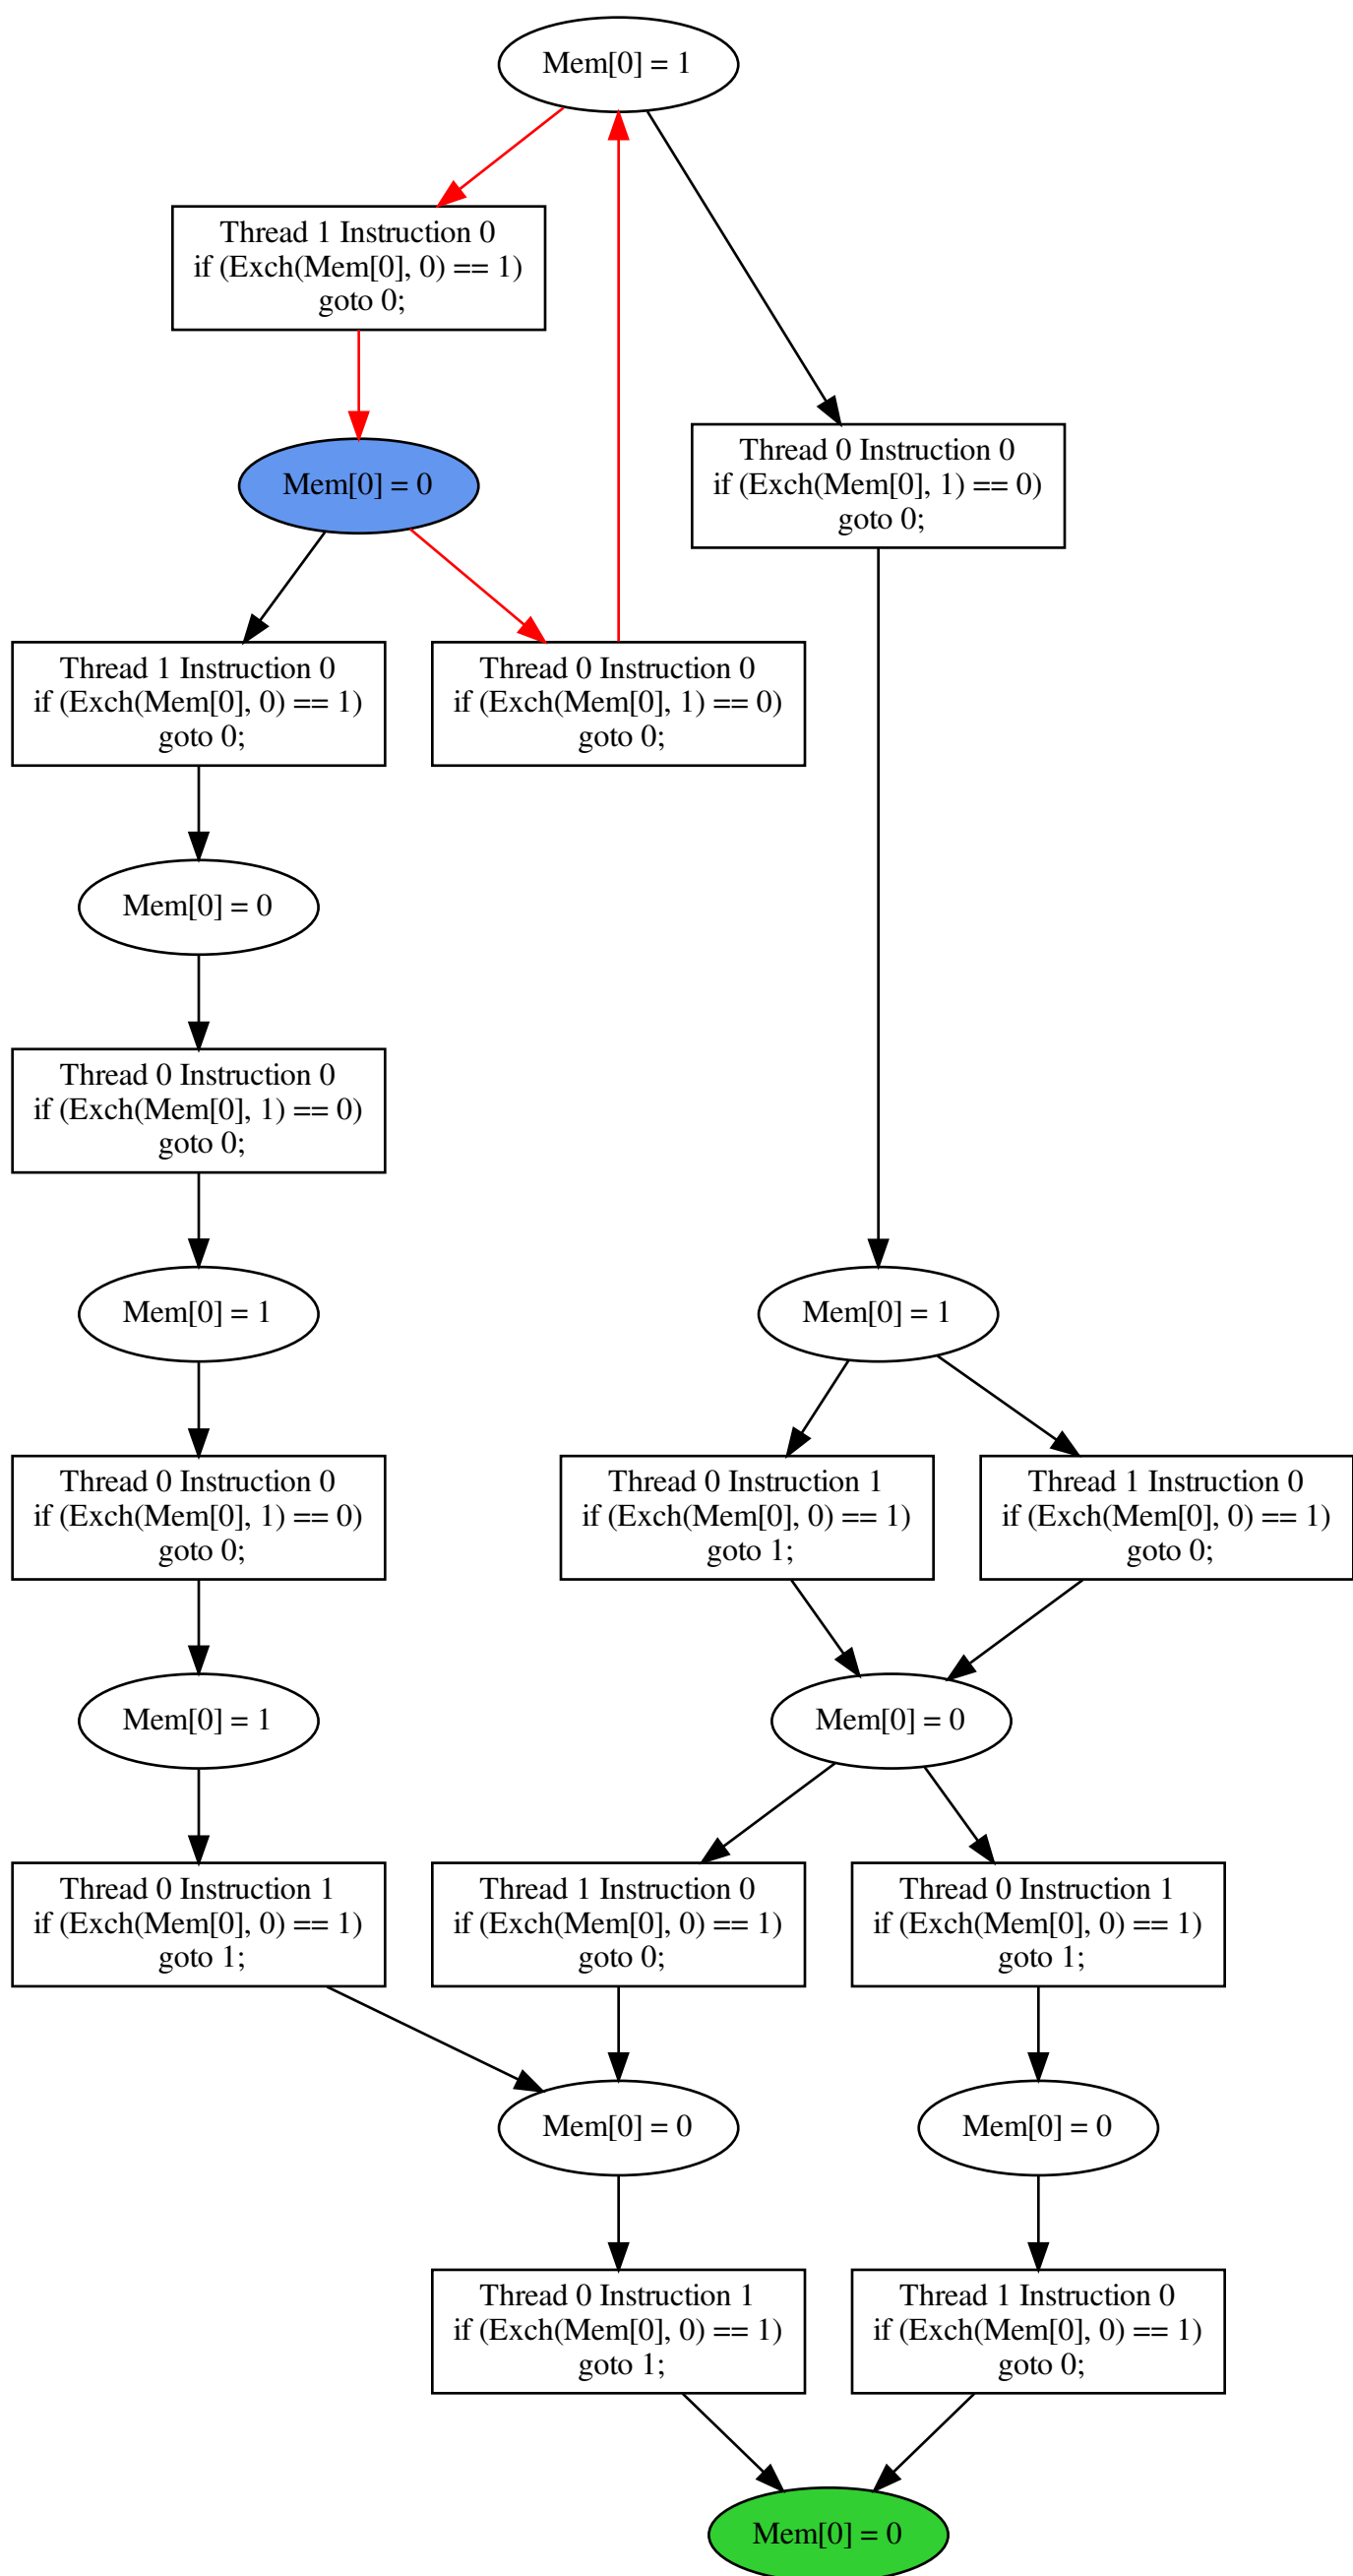 Mem[0] = 1
Thread 1 Instruction 0
if (Exch(Mem[0], 0) == 1)
goto 0;
Thread 0 Instruction 0
if (Exch(Mem[0], 1) == 0)
goto 0;
Mem[0] = 0
Thread 1 Instruction 0
if (Exch(Mem[0], 0) == 1)
goto 0;
Thread 0 Instruction 0
if (Exch(Mem[0], 1) == 0)
goto 0;
Mem[0] = 0
Thread 0 Instruction 0
if (Exch(Mem[0], 1) == 0)
goto 0;
Mem[0] = 1
Mem[0] = 1
Thread 0 Instruction 0
if (Exch(Mem[0], 1) == 0)
goto 0;
Thread 0 Instruction 1
if (Exch(Mem[0], 0) == 1)
goto 1;
Thread 1 Instruction 0
if (Exch(Mem[0], 0) == 1)
goto 0;
Mem[0] = 1
Mem[0] = 0
Thread 0 Instruction 1
if (Exch(Mem[0], 0) == 1)
goto 1;
Thread 1 Instruction 0
if (Exch(Mem[0], 0) == 1)
goto 0;
Thread 0 Instruction 1
if (Exch(Mem[0], 0) == 1)
goto 1;
Mem[0] = 0
Mem[0] = 0
Thread 0 Instruction 1
if (Exch(Mem[0], 0) == 1)
goto 1;
Thread 1 Instruction 0
if (Exch(Mem[0], 0) == 1)
goto 0;
Mem[0] = 0